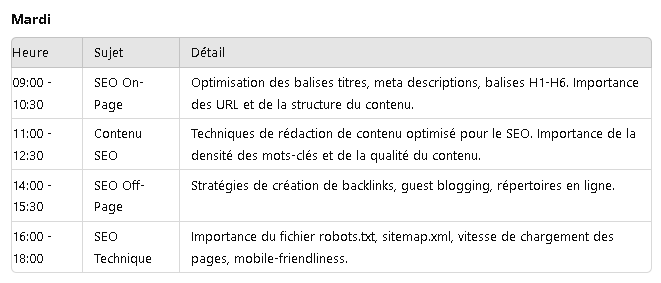 Mardi
Heure Sujet Détail
09:00 - SEO On- Optimisation des balises titres, meta descriptions, balises H1-H6. Importance
10:30 Page des URL et de la structure du contenu.
11:00 - Contenu Techniques de rédaction de contenu optimisé pour le SEO. Importance de la
12:30 SEO densité des mots-clés et de la qualité du contenu.
14:00 - SEO Off- Stratégies de création de backlinks, guest blogging, répertoires en ligne.
15:30 Page
16:00 - SEO Importance du fichier robots.txt, sitemap.xml, vitesse de chargement des
18:00 Technique pages, mobile-friendliness.